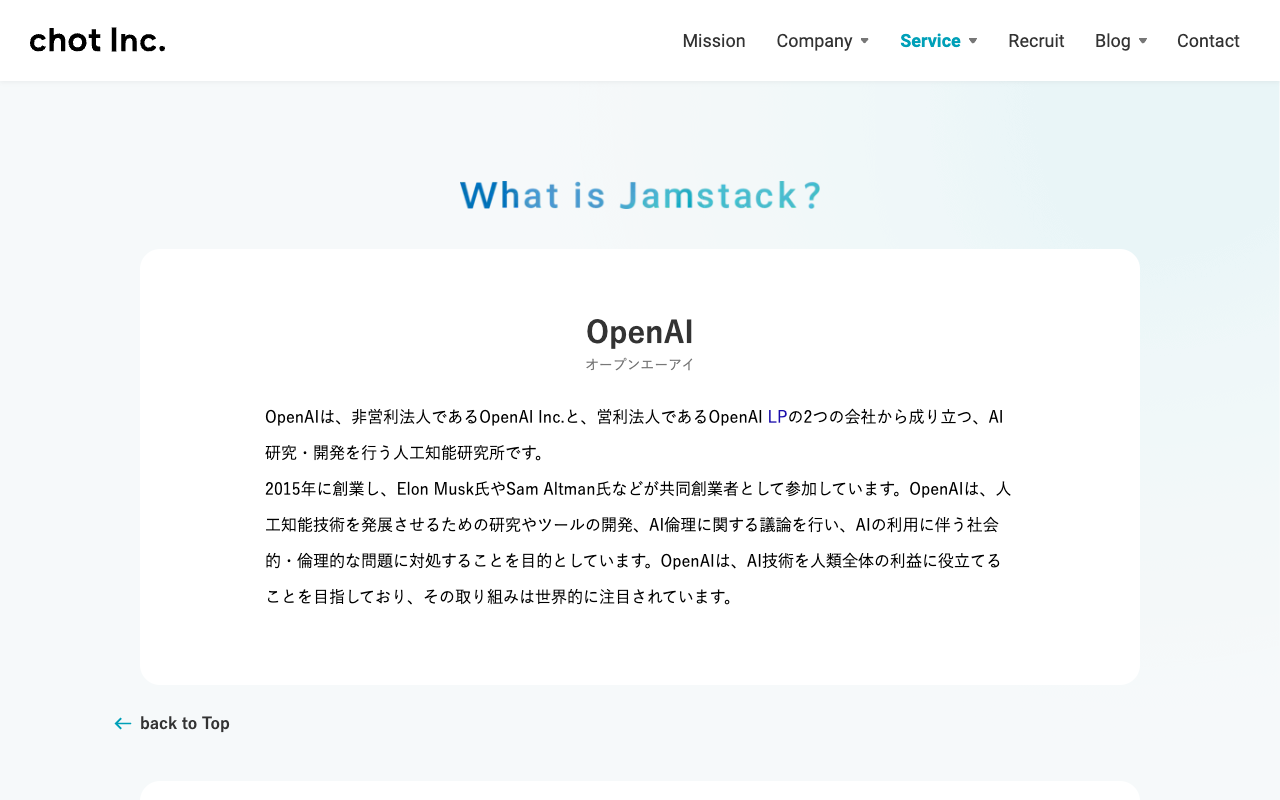 chot Inc.
Mission Company Service Recruit Blog Contact
What is Jamstack?
OpenAI
オープンエーアイ
OpenAIは、非営利法人であるOpenAI Inc.と、営利法人であるOpenAI LPの2つの会社から成り立つ、AI
研究・開発を行う人工知能研究所です。
2015年に創業し、Elon Musk氏やSam Altman氏などが共同創業者として参加しています。OpenAIは、人
工知能技術を発展させるための研究やツールの開発、AI倫理に関する議論を行い、AIの利用に伴う社会
的・倫理的な問題に対処することを目的としています。OpenAIは、AI技術を人類全体の利益に役立てる
ことを目指しており、その取り組みは世界的に注目されています。
back to Top